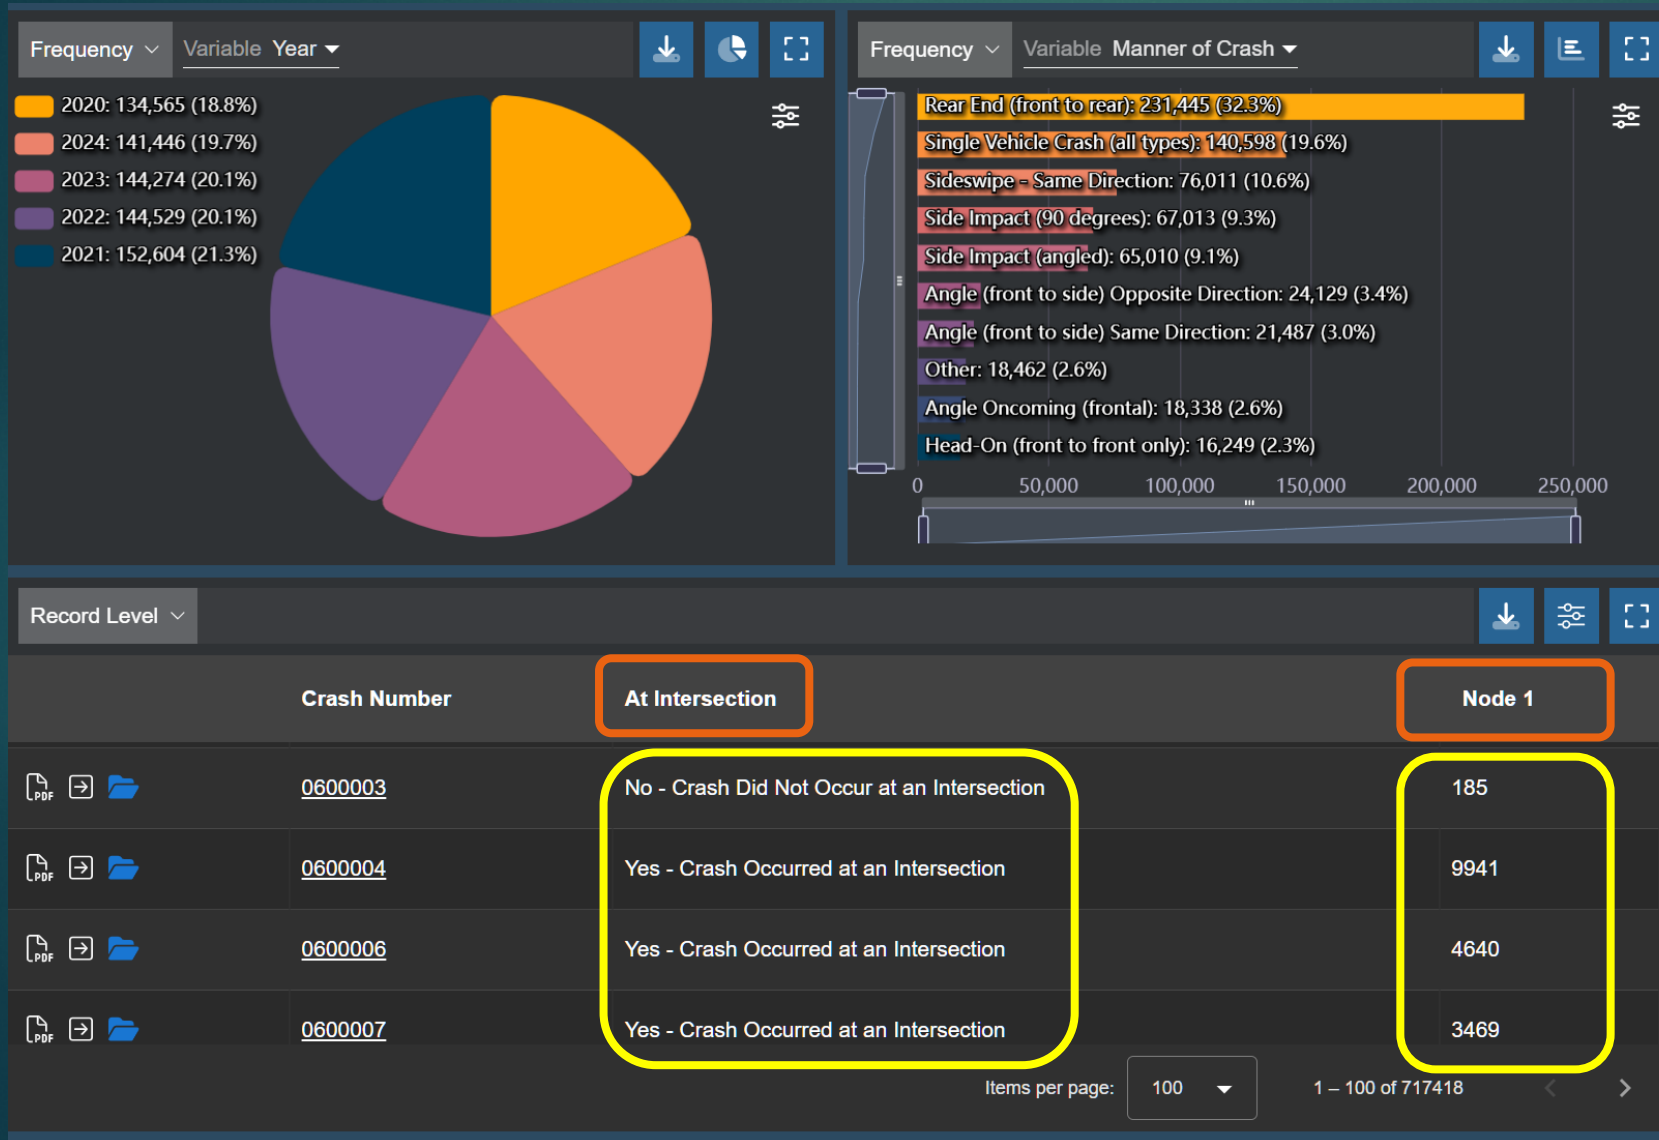 Frequency Variable Year
2020: 134,565 (18.8%)
2024: 141,446 (19.7%)
2023: 144,274 (20.1%)
2022: 144,529 (20.1%)
2021: 152,604 (21.3%)
Frequency Variable Manner of Crash
Rear End (front to rear): 231,445 (32.3%)
Single Vehicle Crash (all types): 140,598 (19.6%)
Sideswipe - Same Direction: 76,011 (10.6%)
Side Impact (90 degrees): 67,013 (9.3%)
Side Impact (angled): 65,010 (9.1%)
Angle (front to side) Opposite Direction: 24,129 (3.4%)
Angle (front to side) Same Direction: 21,487 (3.0%)
Other: 18,462 (2.6%)
Angle Oncoming (frontal): 18,338 (2.6%)
Head-On (front to front only): 16,249 (2.3%)
0 50,000 100,000 150,000 200,000 250,000
Record Level
Crash Number At Intersection Node 1
PDF 0600003 No - Crash Did Not Occur at an Intersection 185
PDF 0600004 Yes - Crash Occurred at an Intersection 9941
PDF 0600006 Yes - Crash Occurred at an Intersection 4640
PDF 0600007 Yes - Crash Occurred at an Intersection 3469
Items per page: 100 1 – 100 of 717418